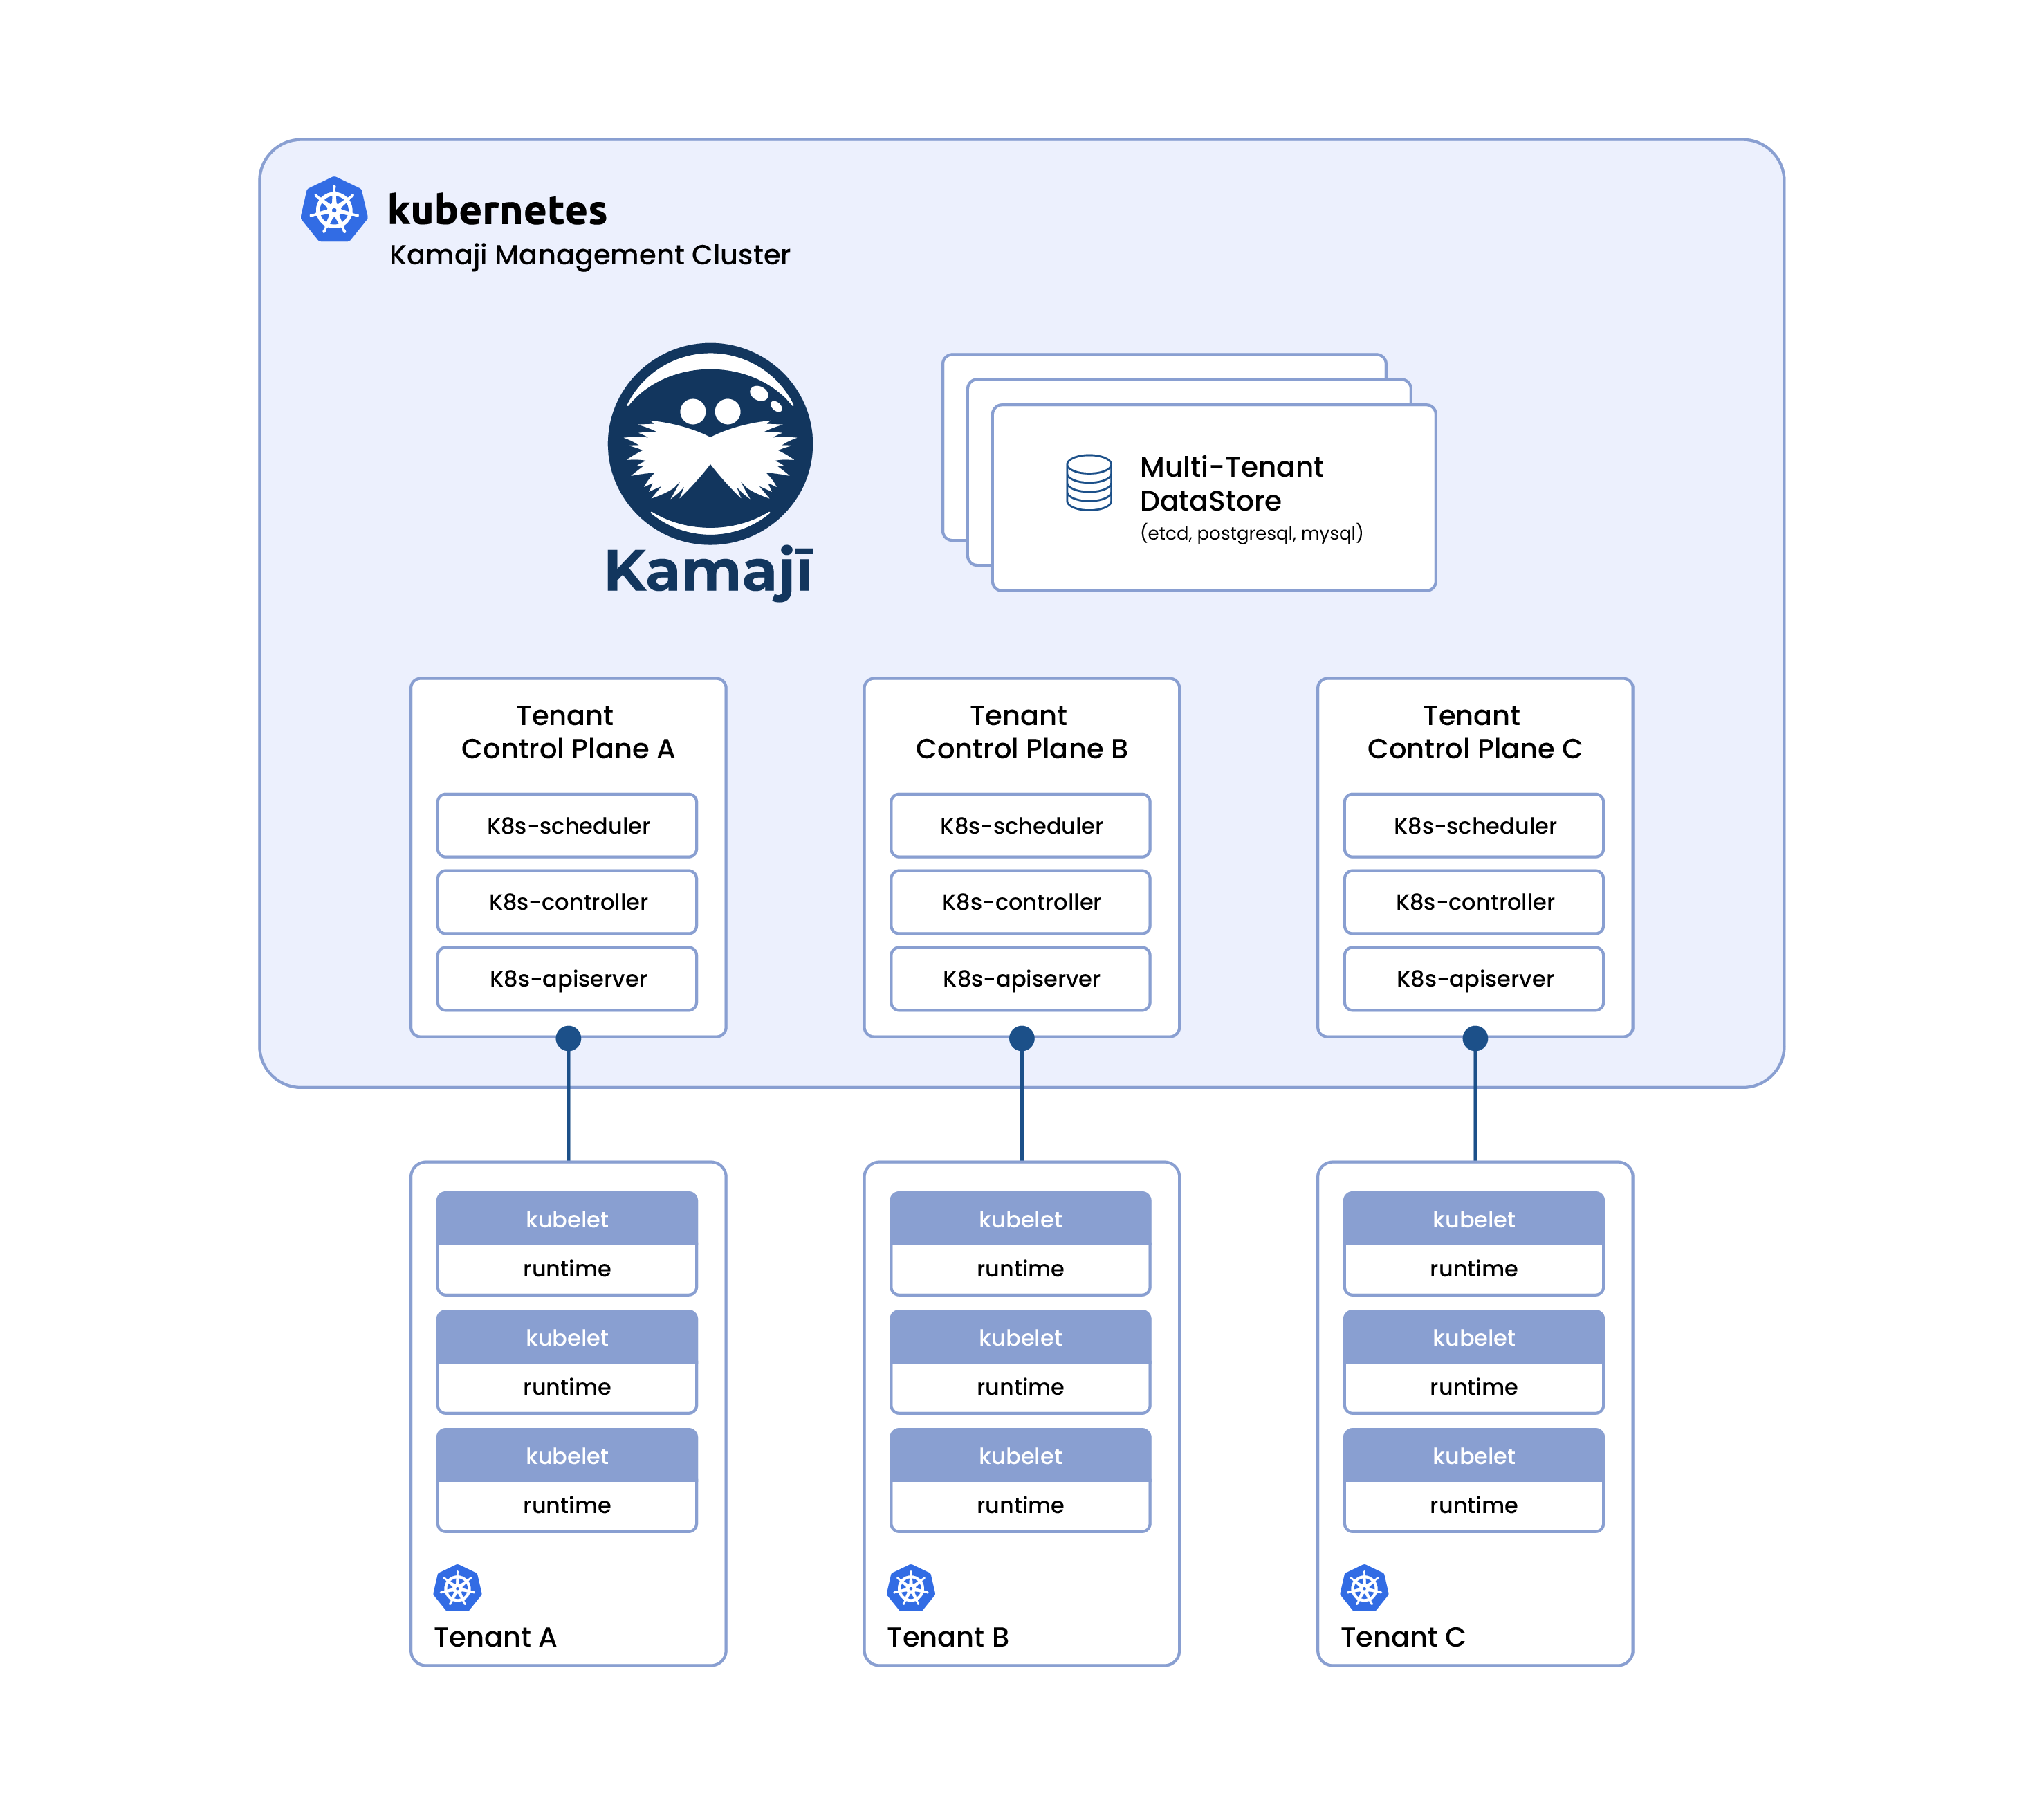 kubernetes
Kamaji Management Cluster
Kamajī
Multi-Tenant
DataStore
(etcd, postgresql, mysql)
Tenant
Control Plane A
K8s-scheduler
K8s-controller
K8s-apiserver
Tenant
Control Plane B
K8s-scheduler
K8s-controller
K8s-apiserver
Tenant
Control Plane C
K8s-scheduler
K8s-controller
K8s-apiserver
kubelet
runtime
kubelet
runtime
kubelet
runtime
Tenant A
kubelet
runtime
kubelet
runtime
kubelet
runtime
Tenant B
kubelet
runtime
kubelet
runtime
kubelet
runtime
Tenant C